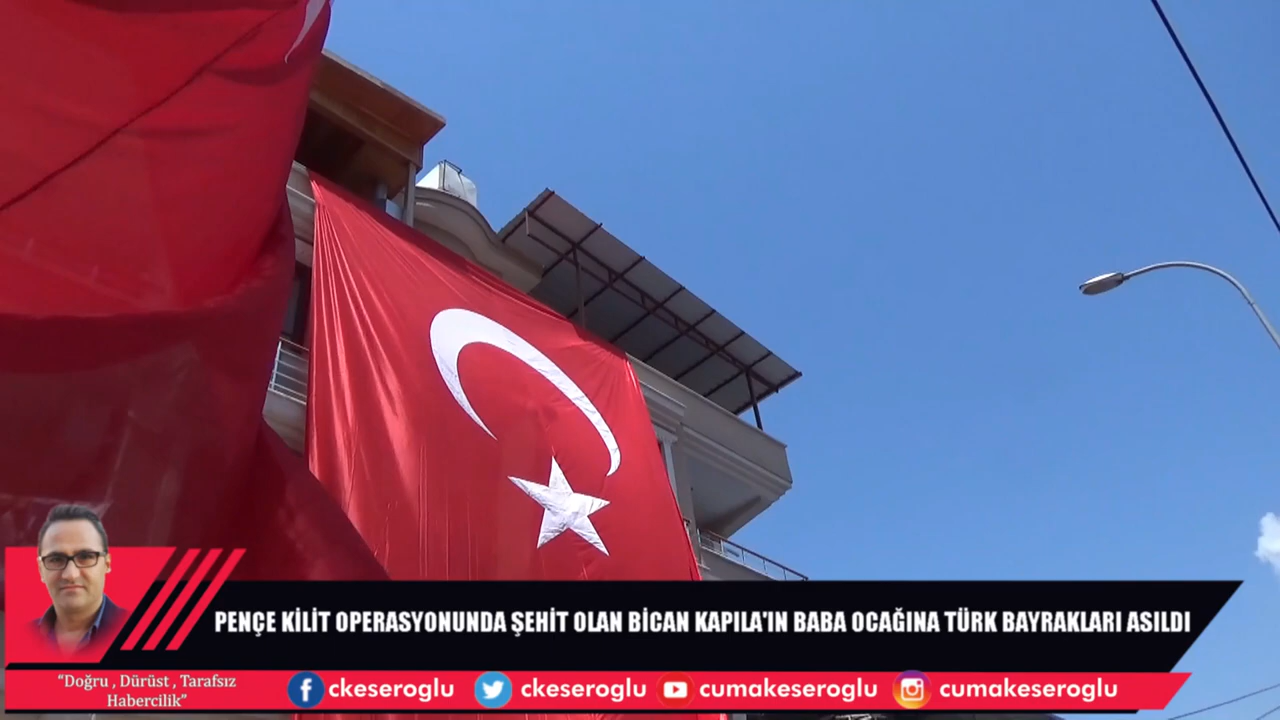 PENÇE KİLİT OPERASYONUNDA ŞEHİT OLAN BİCAN KAPILA'IN BABA OCAĞINA TÜRK BAYRAKLARI ASILDI
“Doğru , Dürüst , Tarafsız
Habercilik”
ckeseroglu
ckeseroglu
cumakeseroglu
cumakeseroglu